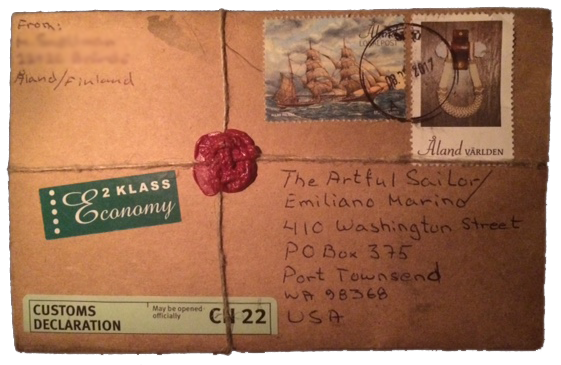 From:
Åland/Finland
Åland
Åland VÄRLDEN
2 KLASS
Economy
The Artful Sailor/
Emiliano Marino
410 Washington Street
PO Box 375
Port Townsend
WA 98368
USA
CUSTOMS
DECLARATION
May be opened
officially
CN 22